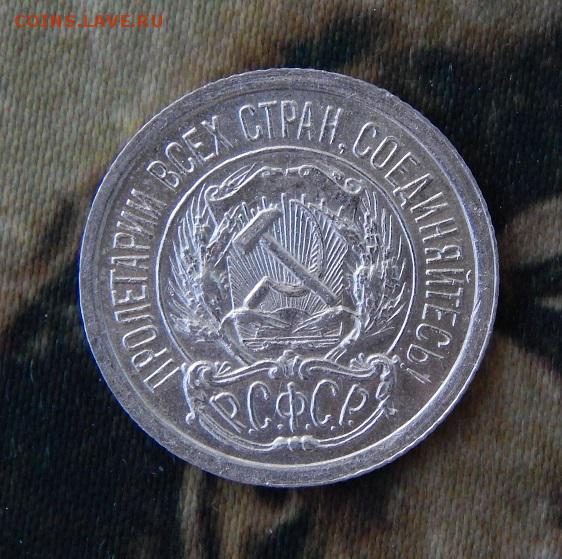 COINS.LAVE.RU
ПРОЛЕТАРИИ ВСЕХ СТРАН, СОЕДИНЯЙТЕСЬ!
Р.С.Ф.С.Р.